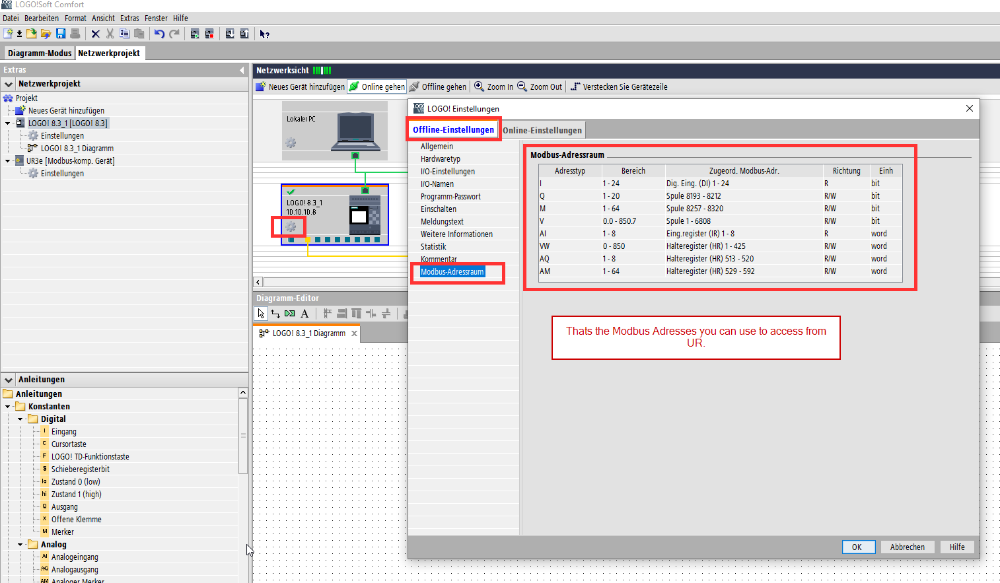 LOGO!Soft Comfort
Datei Bearbeiten Format Ansicht Extras Fenster Hilfe
Diagramm-Modus Netzwerkprojekt
Extras
Netzwerkprojekt
Projekt
Neues Gerät hinzufügen
LOGO! 8.3_1 [LOGO! 8.3]
Einstellungen
LOGO! 8.3_1 Diagramm
UR3e [Modbus-komp. Gerät]
Einstellungen
Anleitungen
Anleitungen
Konstanten
Digital
I Eingang
C Cursortaste
F LOGO! TD-Funktionstaste
S Schieberegisterbit
lo Zustand 0 (low)
hi Zustand 1 (high)
Q Ausgang
X Offene Klemme
M Merker
Analog
AI Analogeingang
AQ Analogausgang
AM Analoger Merker
Netzwerksicht
Neues Gerät hinzufügen Online gehen Offline gehen Zoom In Zoom Out Verstecken Sie Gerätezeile
Lokaler PC
LOGO! 8.3_1
10.10.10.8
Diagramm-Editor
A
LOGO! 8.3_1 Diagramm
LOGO! Einstellungen
Offline-Einstellungen Online-Einstellungen
Allgemein
Hardwaretyp
I/O-Einstellungen
I/O-Namen
Programm-Passwort
Einschalten
Meldungstext
Weitere Informationen
Statistik
Kommentar
Modbus-Adressraum
Modbus-Adressraum
Adresstyp Bereich Zugeord. Modbus-Adr. Richtung Einh
I 1 - 24 Dig. Eing. (DI) 1 - 24 R bit
Q 1 - 20 Spule 8193 - 8212 R/W bit
M 1 - 64 Spule 8257 - 8320 R/W bit
V 0.0 - 850.7 Spule 1 - 6808 R/W bit
AI 1 - 8 Eing.register (IR) 1 - 8 R word
VW 0 - 850 Halteregister (HR) 1 - 425 R/W word
AQ 1 - 8 Halteregister (HR) 513 - 520 R/W word
AM 1 - 64 Halteregister (HR) 529 - 592 R/W word
Thats the Modbus Adresses you can use to access from
UR.
OK Abbrechen Hilfe